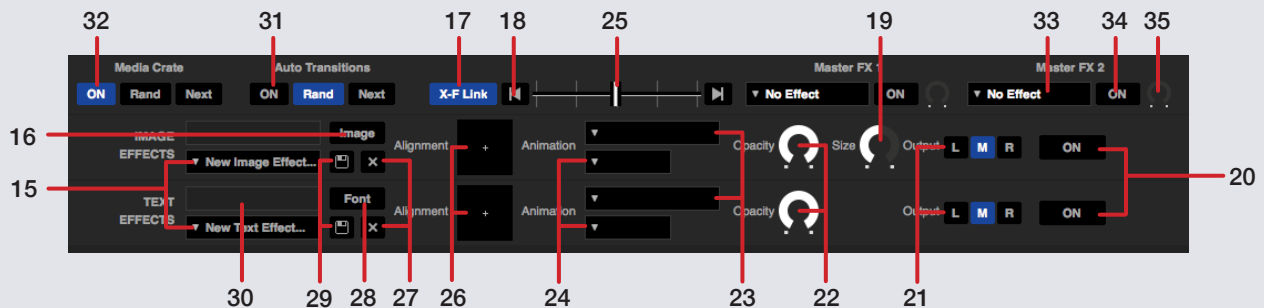 32 31 17 18 25 19 33 34 35
Media Crate Auto Transitions Master FX 1 Master FX 2
ON Rand Next ON Rand Next X-F Link ▼ No Effect ON ▼ No Effect ON
16 IMAGE EFFECTS Image Alignment + Animation ▼ Opacity Size Output L M R ON
▼ New Image Effect... ✕ ▼
15 20
TEXT EFFECTS Font Alignment + Animation ▼ Opacity Output L M R ON
▼ New Text Effect... ✕ ▼
30 29 28 27 26 24 23 22 21